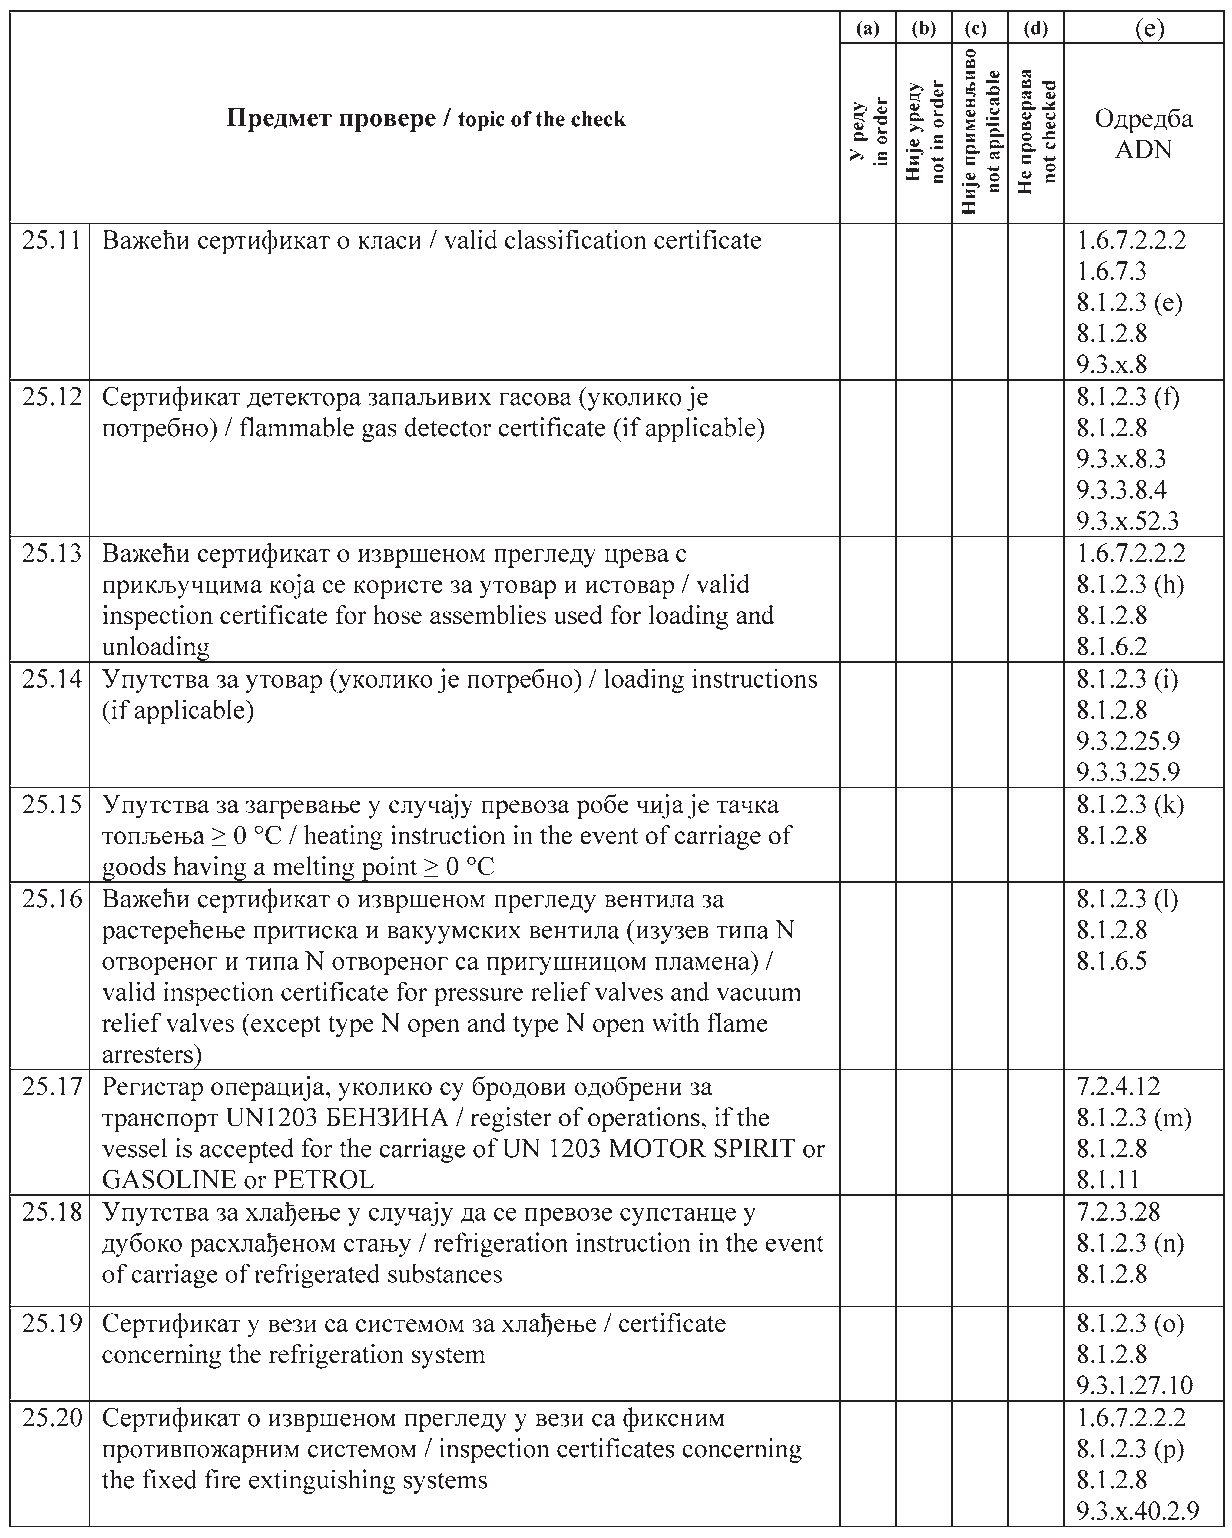 (a) (b) (c) (d) (e)
Предмет провере / topic of the check
У реду
in order
Није уреду
not in order
Није применљиво
not applicable
Не проверава
not checked
Одредба
ADN
25.11 Важећи сертификат о класи / valid classification certificate 1.6.7.2.2.2
1.6.7.3
8.1.2.3 (e)
8.1.2.8
9.3.x.8
25.12 Сертификат детектора запаљивих гасова (уколико је 8.1.2.3 (f)
потребно) / flammable gas detector certificate (if applicable) 8.1.2.8
9.3.x.8.3
9.3.3.8.4
9.3.x.52.3
25.13 Важећи сертификат о извршеном прегледу црева с 1.6.7.2.2.2
прикључцима која се користе за утовар и истовар / valid 8.1.2.3 (h)
inspection certificate for hose assemblies used for loading and 8.1.2.8
unloading 8.1.6.2
25.14 Упутства за утовар (уколико је потребно) / loading instructions 8.1.2.3 (i)
(if applicable) 8.1.2.8
9.3.2.25.9
9.3.3.25.9
25.15 Упутства за загревање у случају превоза робе чија је тачка 8.1.2.3 (k)
топљења ≥ 0 °C / heating instruction in the event of carriage of 8.1.2.8
goods having a melting point ≥ 0 °C
25.16 Важећи сертификат о извршеном прегледу вентила за 8.1.2.3 (l)
растерећење притиска и вакуумских вентила (изузев типа N 8.1.2.8
отвореног и типа N отвореног са пригушницом пламена) / 8.1.6.5
valid inspection certificate for pressure relief valves and vacuum
relief valves (except type N open and type N open with flame
arresters)
25.17 Регистар операција, уколико су бродови одобрени за 7.2.4.12
транспорт UN1203 БЕНЗИНА / register of operations, if the 8.1.2.3 (m)
vessel is accepted for the carriage of UN 1203 MOTOR SPIRIT or 8.1.2.8
GASOLINE or PETROL 8.1.11
25.18 Упутства за хлађење у случају да се превозе супстанце у 7.2.3.28
дубоко расхлађеном стању / refrigeration instruction in the event 8.1.2.3 (n)
of carriage of refrigerated substances 8.1.2.8
25.19 Сертификат у вези са системом за хлађење / certificate 8.1.2.3 (o)
concerning the refrigeration system 8.1.2.8
9.3.1.27.10
25.20 Сертификат о извршеном прегледу у вези са фиксним 1.6.7.2.2.2
противпожарним системом / inspection certificates concerning 8.1.2.3 (p)
the fixed fire extinguishing systems 8.1.2.8
9.3.x.40.2.9